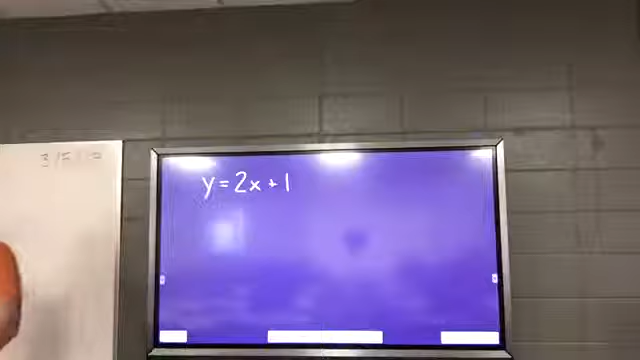 y = 2x + 1